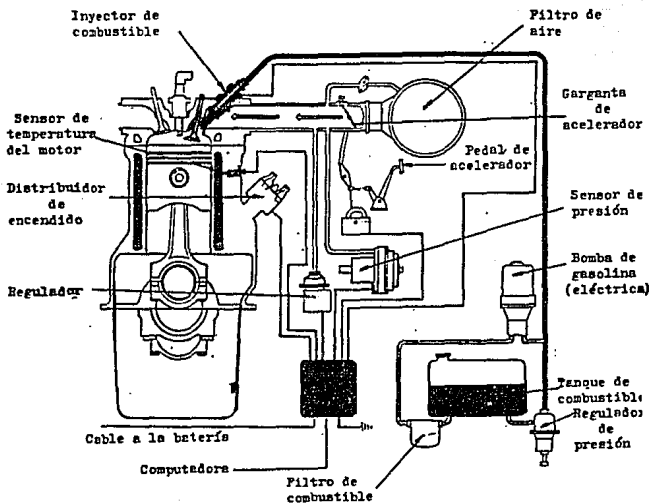 Inyector de
combustible
Filtro de
aire
Garganta
de
acelerador
Sensor de
temperatura
del motor
Pedal de
acelerador
Distribuidor
de
encendido
Sensor de
presión
Bomba de
gasolina
(eléctrica)
Regulador
Tanque de
combustible
Regulador
de
presión
Cable a la batería
Computadora
Filtro de
combustible